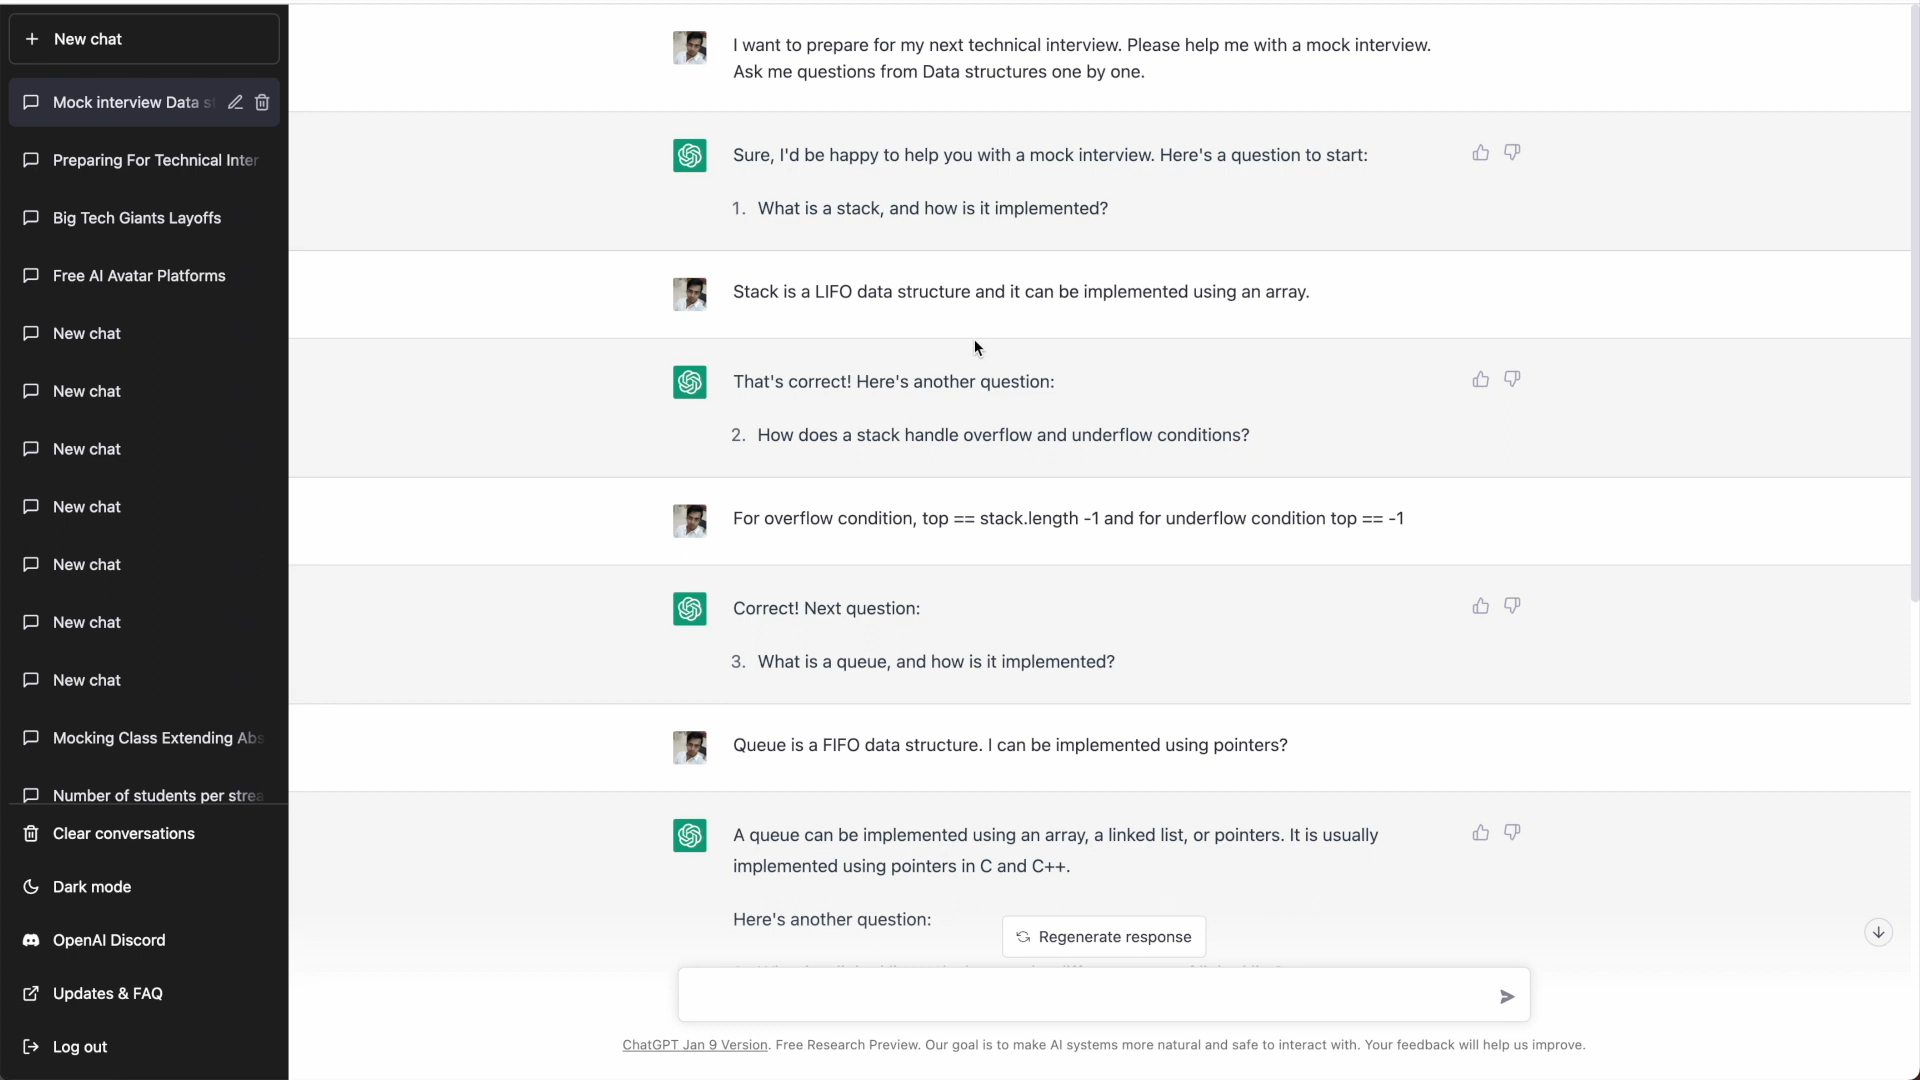 New chat
Mock interview Data st
Preparing For Technical Inter
Big Tech Giants Layoffs
Free AI Avatar Platforms
New chat
New chat
New chat
New chat
New chat
New chat
New chat
Mocking Class Extending Abs
Number of students per strea
Clear conversations
Dark mode
OpenAI Discord
Updates & FAQ
Log out
I want to prepare for my next technical interview. Please help me with a mock interview.
Ask me questions from Data structures one by one.
Sure, I'd be happy to help you with a mock interview. Here's a question to start:
1. What is a stack, and how is it implemented?
Stack is a LIFO data structure and it can be implemented using an array.
That's correct! Here's another question:
2. How does a stack handle overflow and underflow conditions?
For overflow condition, top == stack.length -1 and for underflow condition top == -1
Correct! Next question:
3. What is a queue, and how is it implemented?
Queue is a FIFO data structure. I can be implemented using pointers?
A queue can be implemented using an array, a linked list, or pointers. It is usually
implemented using pointers in C and C++.
Here's another question:
Regenerate response
ChatGPT Jan 9 Version. Free Research Preview. Our goal is to make AI systems more natural and safe to interact with. Your feedback will help us improve.